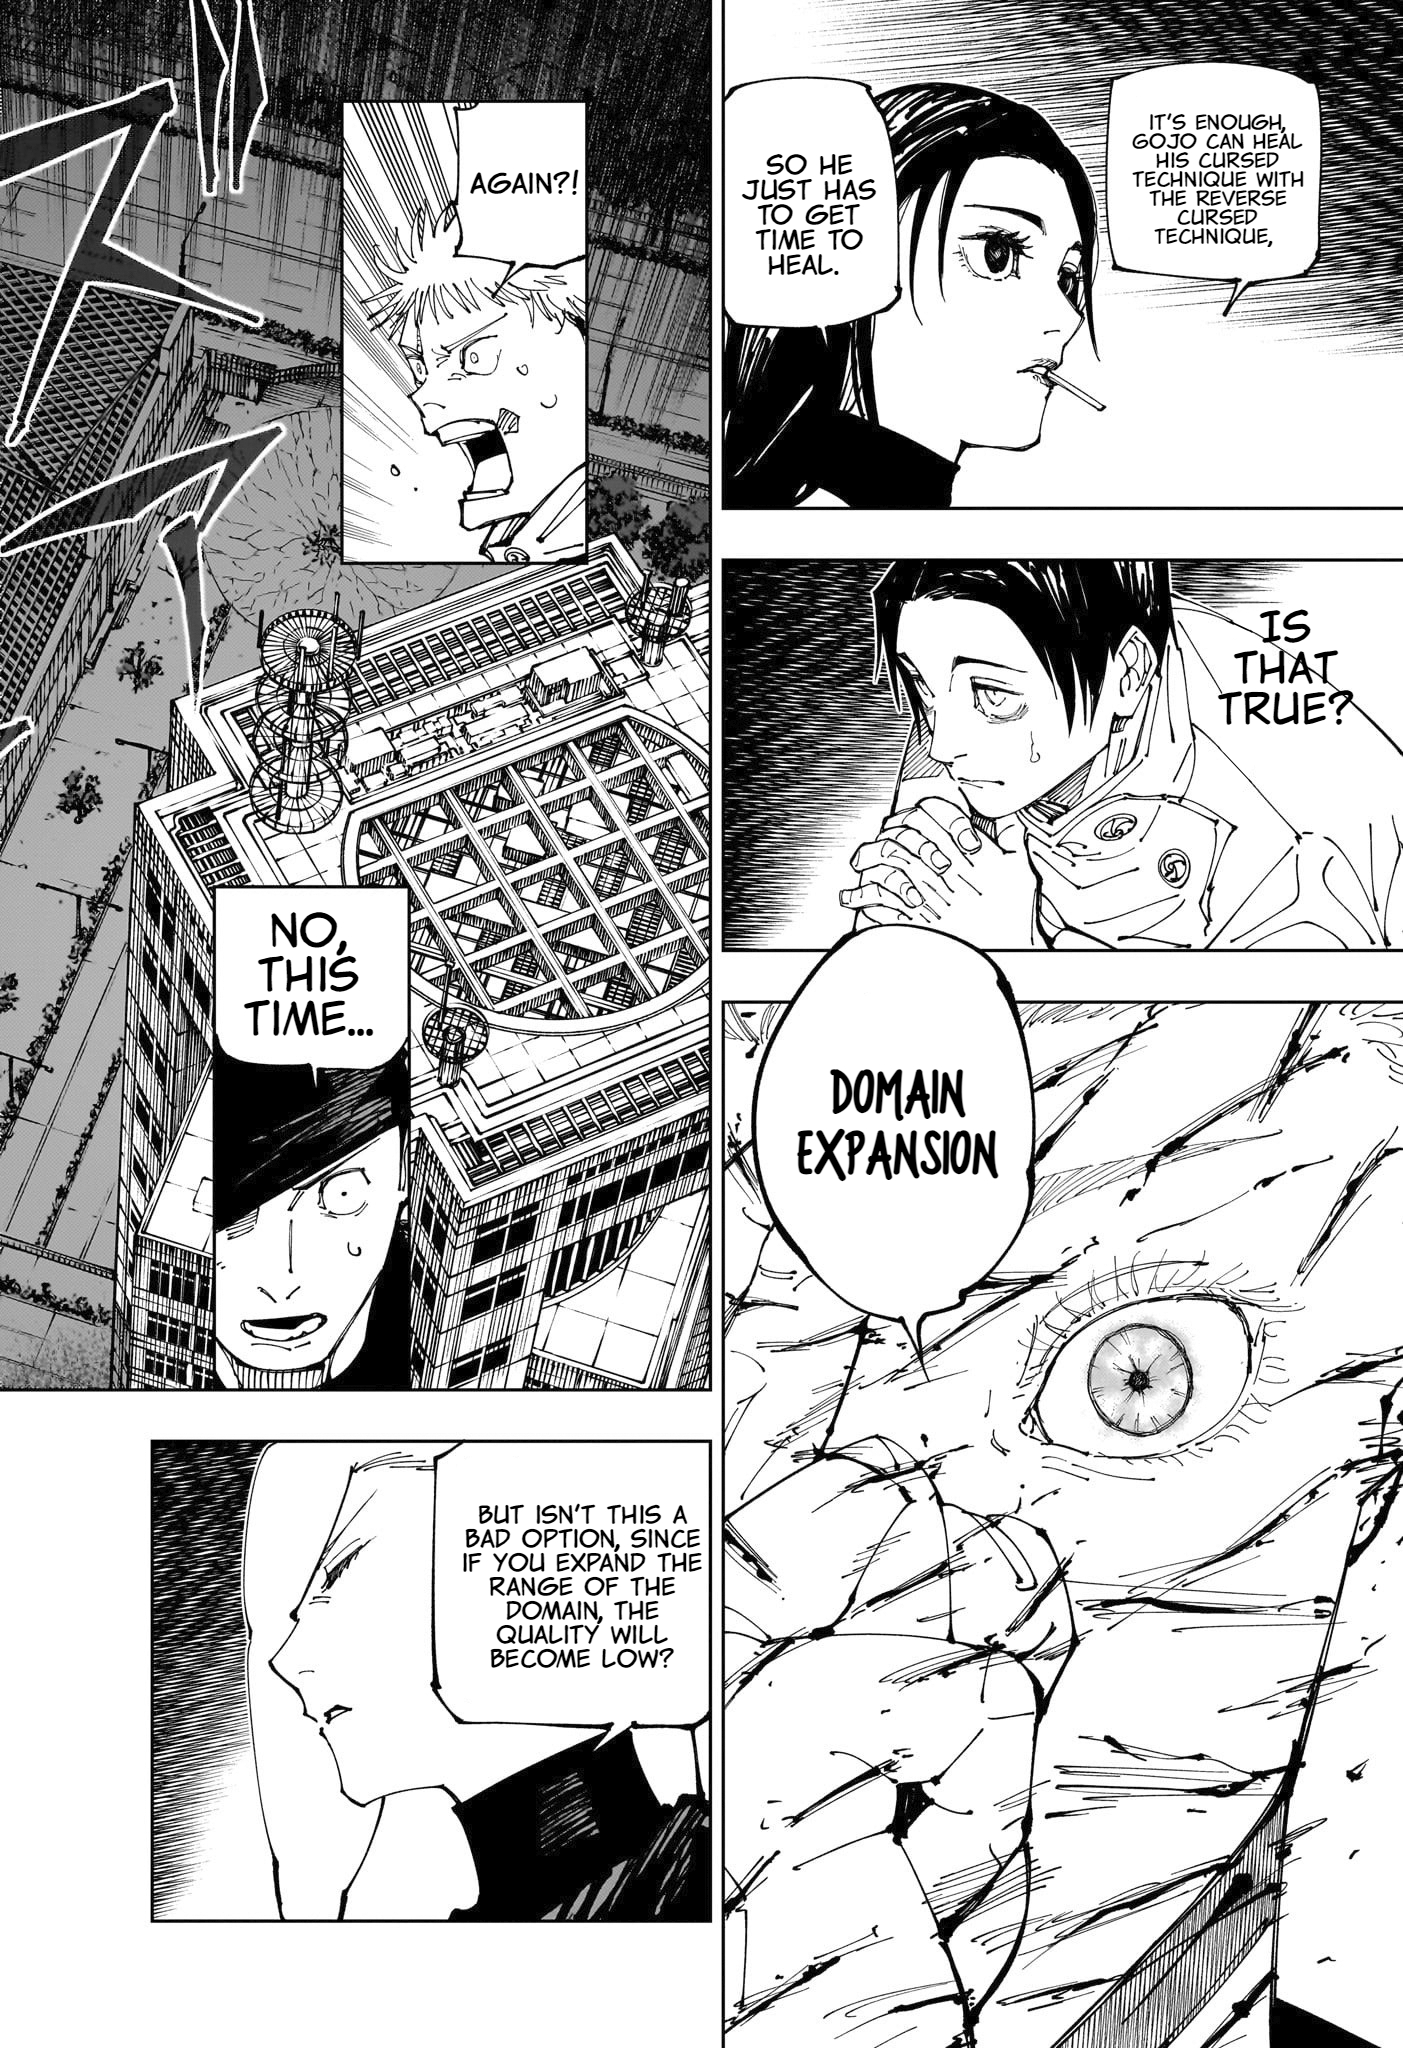 IT'S ENOUGH,
GOJO CAN HEAL
HIS CURSED
TECHNIQUE WITH
THE REVERSE
CURSED
TECHNIQUE,
SO HE
JUST HAS
TO GET
TIME TO
HEAL.
IS
THAT
TRUE?
DOMAIN
EXPANSION
AGAIN?!
NO,
THIS
TIME...
BUT ISN'T THIS A
BAD OPTION, SINCE
IF YOU EXPAND THE
RANGE OF THE
DOMAIN, THE
QUALITY WILL
BECOME LOW?